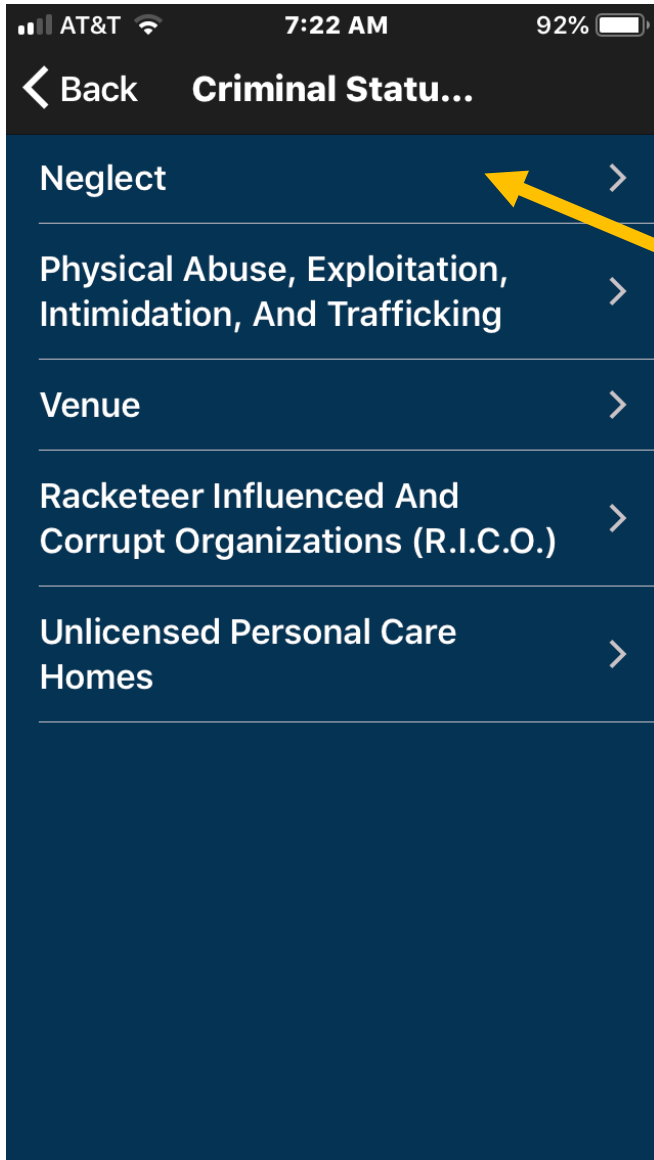 AT&T 7:22 AM 92%
Back Criminal Statu...
Neglect
Physical Abuse, Exploitation,
Intimidation, And Trafficking
Venue
Racketeer Influenced And
Corrupt Organizations (R.I.C.O.)
Unlicensed Personal Care
Homes